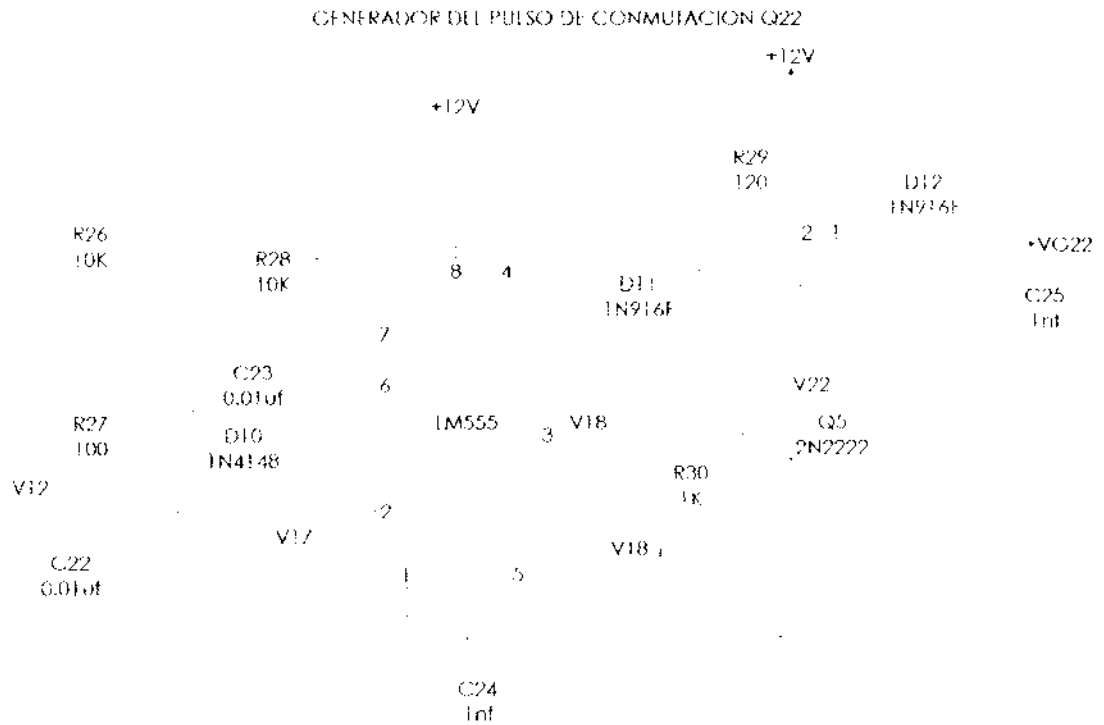 GENERADOR DEL PULSO DE CONMUTACION Q22
+12V
+12V
R29
120
D12
1N916F
R26
10K
2 1
VG22
R28
10K
8 4
D11
1N916F
C25
1nf
7
C23
0.01uf
6
V22
R27
100
D10
1N4148
LM555
3
V18
Q5
2N2222
R30
1K
V12
2
V17
V18
C22
0.01uf
1
5
C24
1nf